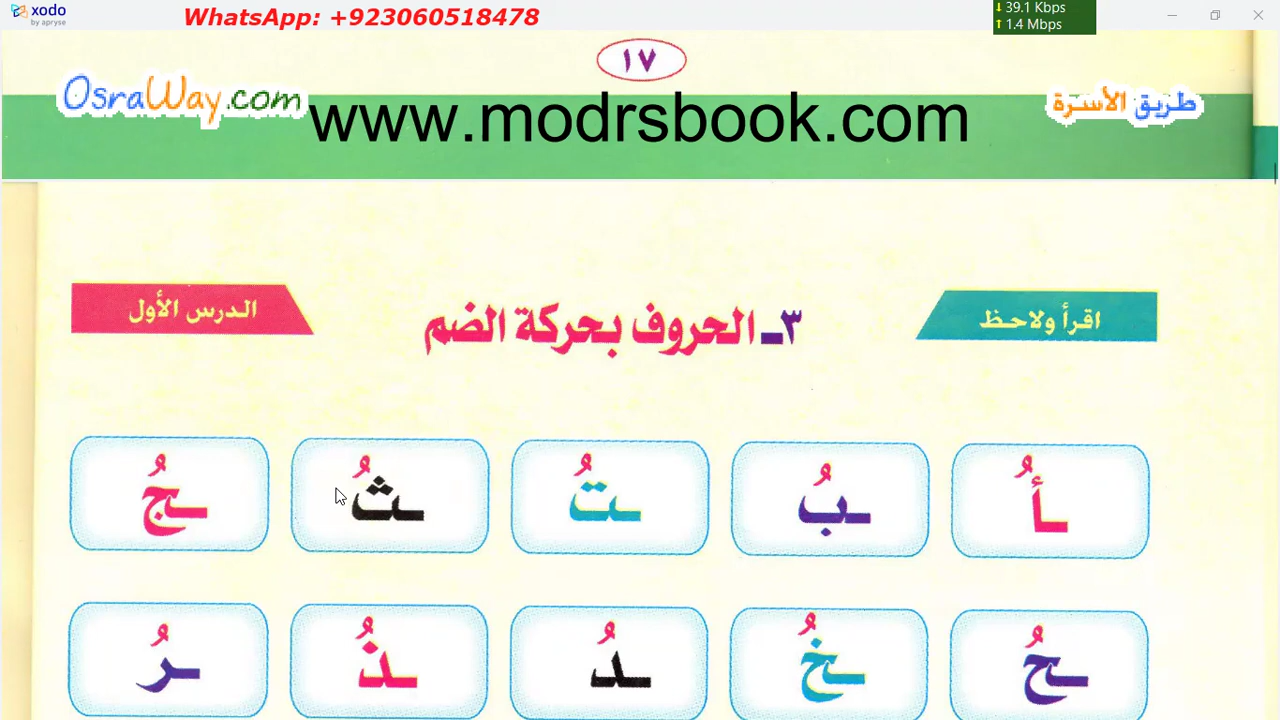 xodo
by apryse
WhatsApp: +923060518478
39.1 Kbps
1.4 Mbps
١٧
OsraWay.com
www.modrsbook.com
طريق الأسرة
اقرأ ولاحظ
٣ـ الحروف بحركة الضم
الدرس الأول
ـأُ ـبُ ـتُ ـثُ ـجُ
ـحُ ـخُ ـدُ ـذُ ـرُ